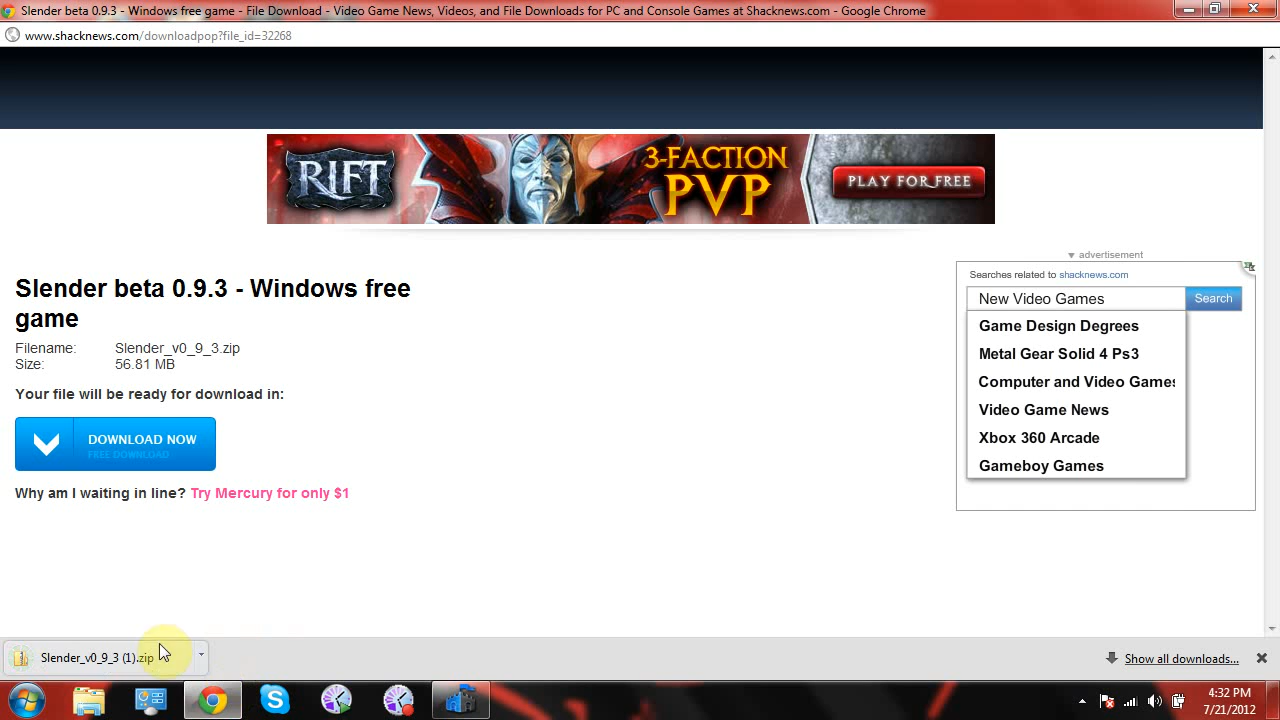 Slender beta 0.9.3 - Windows free game - File Download - Video Game News, Videos, and File Downloads for PC and Console Games at Shacknews.com - Google Chrome
www.shacknews.com/downloadpop?file_id=32268
RIFT
3-FACTION
PVP
PLAY FOR FREE
advertisement
Searches related to shacknews.com
New Video Games
Search
Game Design Degrees
Metal Gear Solid 4 Ps3
Computer and Video Games
Video Game News
Xbox 360 Arcade
Gameboy Games
Slender beta 0.9.3 - Windows free
game
Filename: Slender_v0_9_3.zip
Size: 56.81 MB
Your file will be ready for download in:
DOWNLOAD NOW
FREE DOWNLOAD
Why am I waiting in line? Try Mercury for only $1
Slender_v0_9_3 (1).zip
Show all downloads...
4:32 PM
7/21/2012